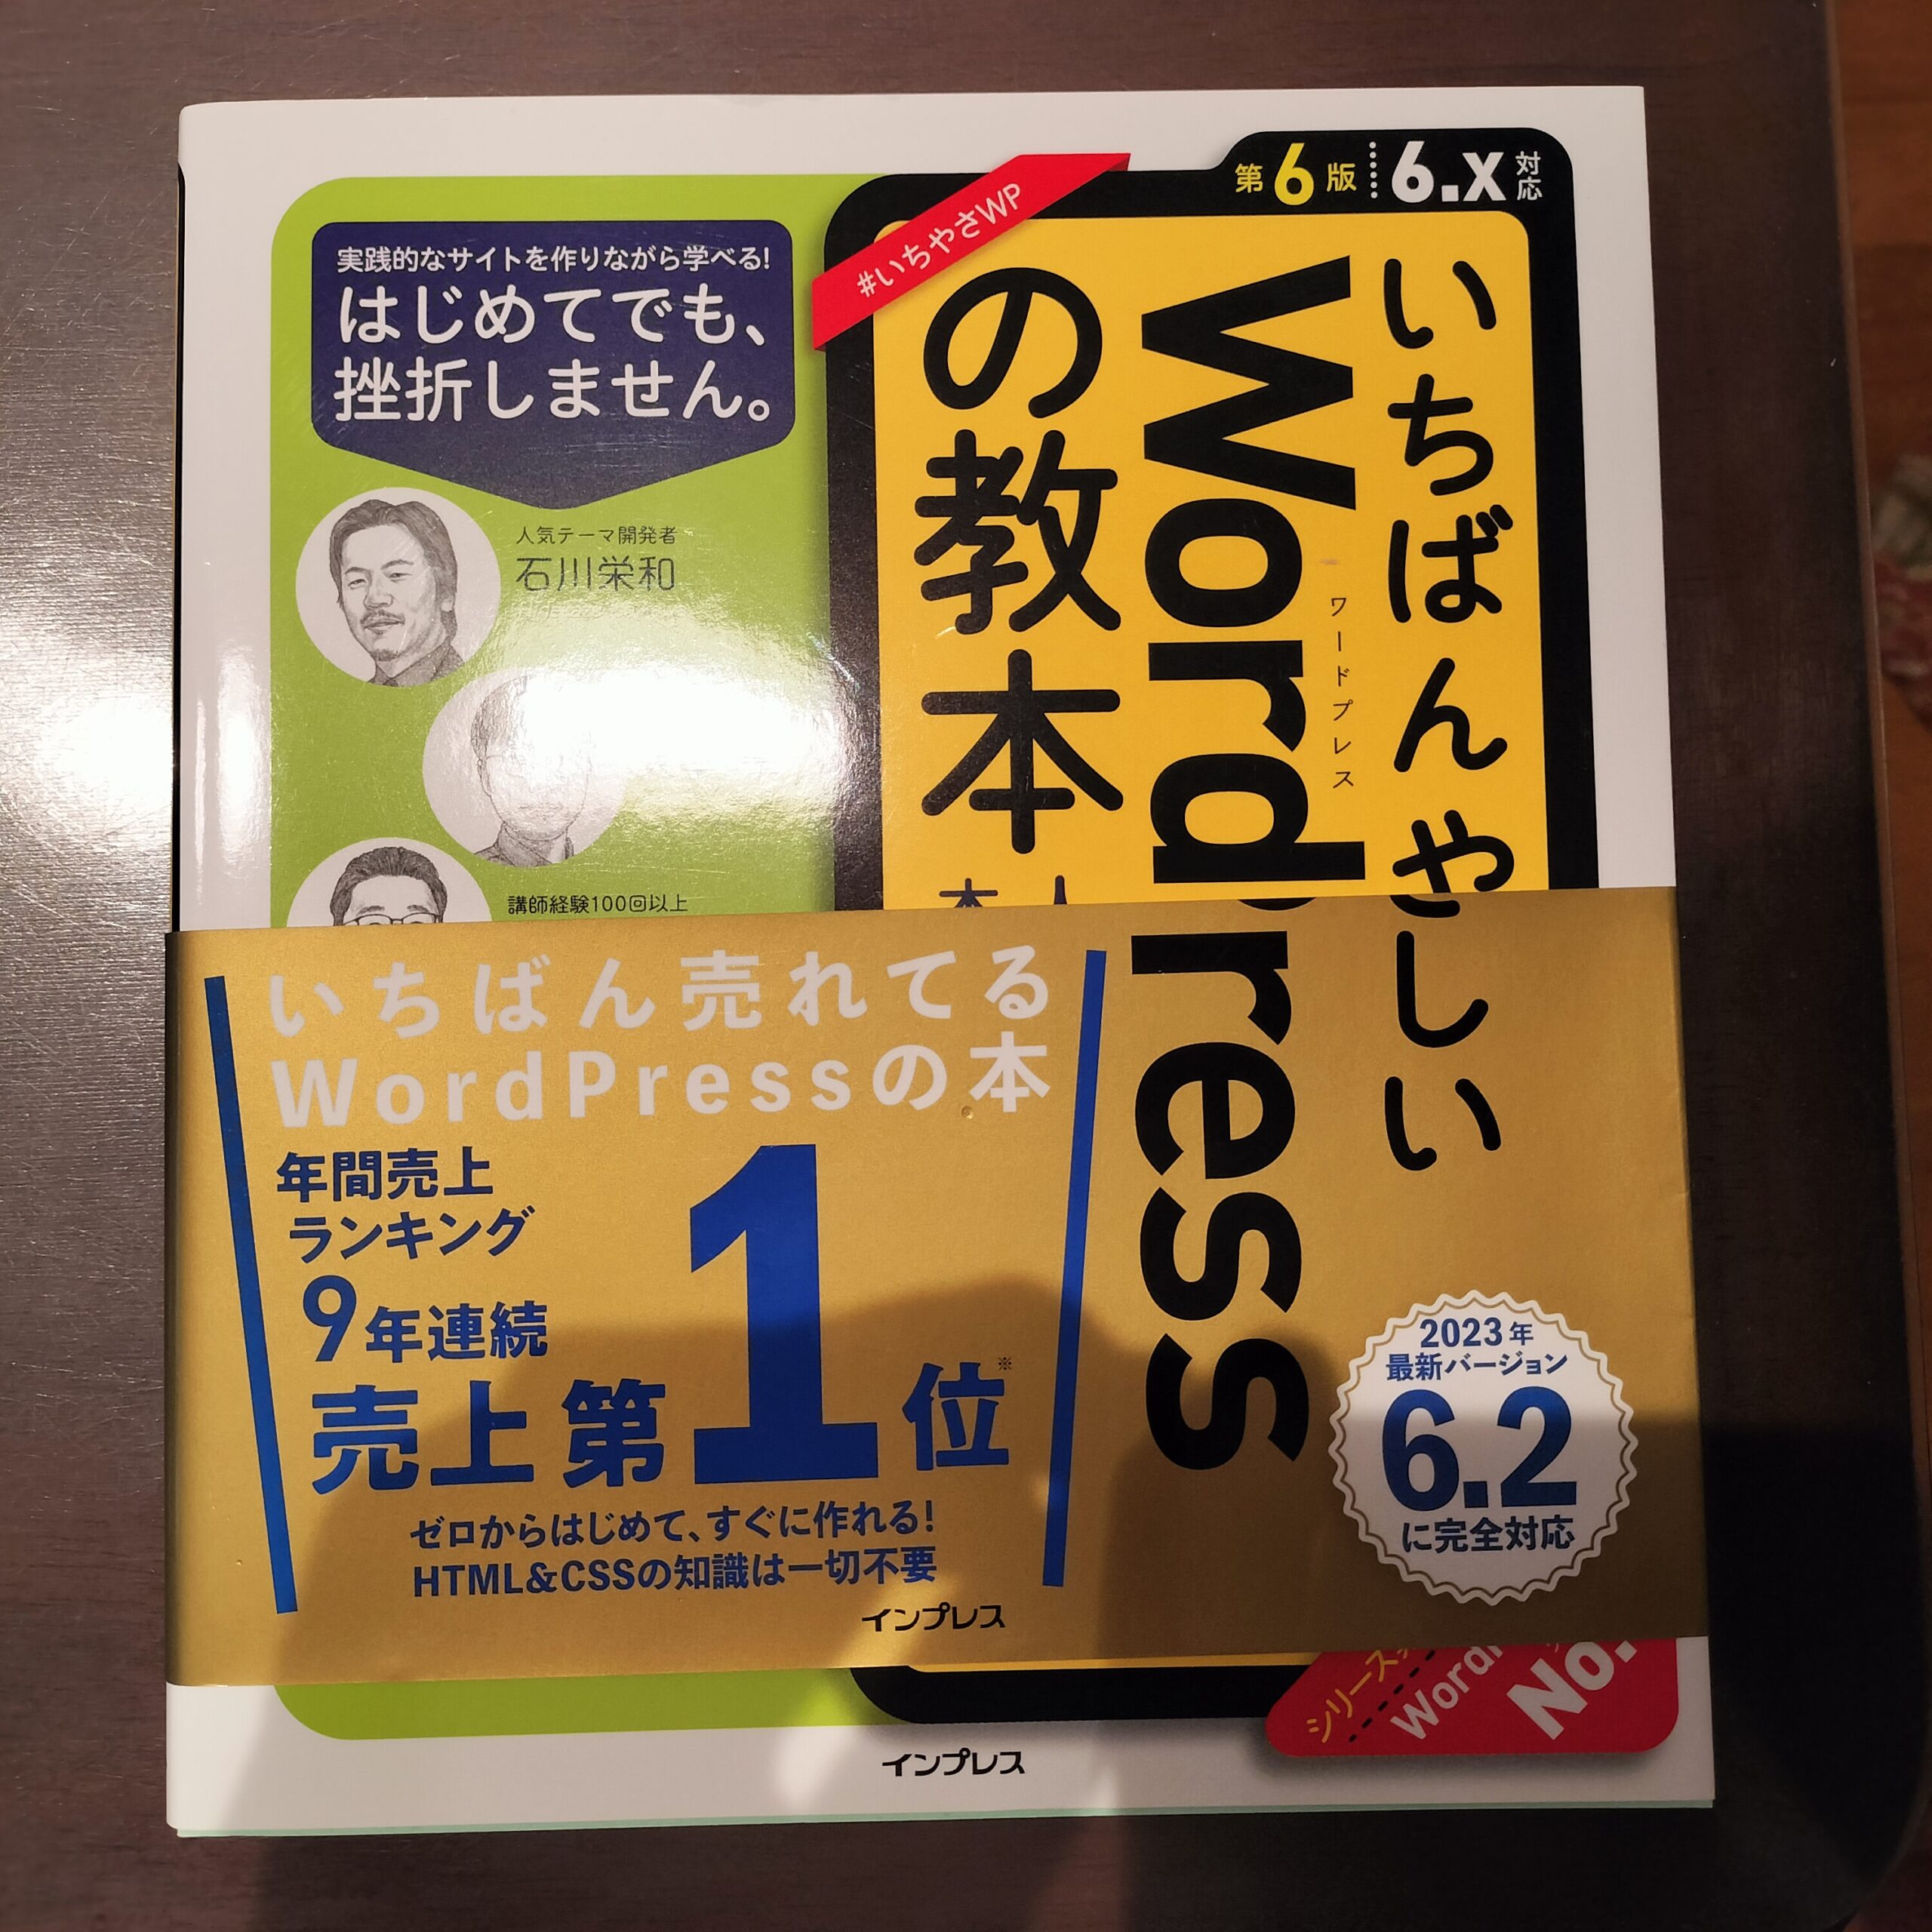 第6版 6.x対応
#いちやさWP
いちばんやさしい
WordPress
ワードプレス
の教本
実践的なサイトを作りながら学べる!
はじめてでも、
挫折しません。
人気テーマ開発者
石川栄和
講師経験100回以上
いちばん売れてる
WordPressの本
年間売上
ランキング
9年連続
売上第1位※
ゼロからはじめて、すぐに作れる!
HTML&CSSの知識は一切不要
インプレス
2023年
最新バージョン
6.2
に完全対応
シリーズ
No.
インプレス